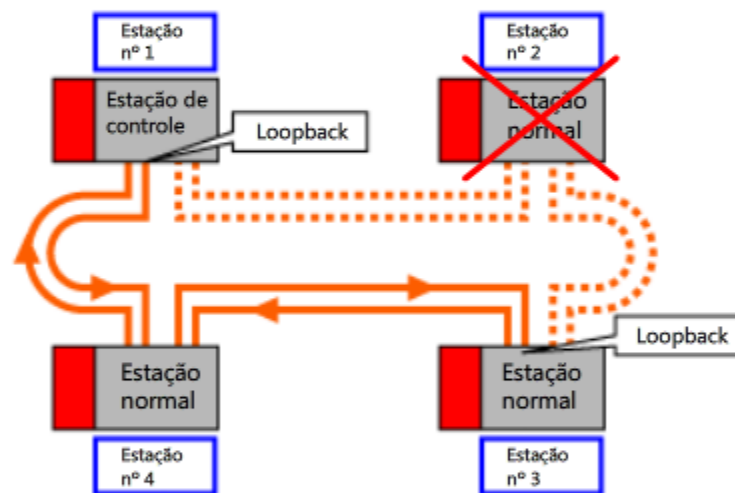 Estação
nº 1
Estação
nº 2
Estação de
controle
Loopback
Estação
normal
Estação
normal
Estação
normal
Loopback
Estação
nº 4
Estação
nº 3